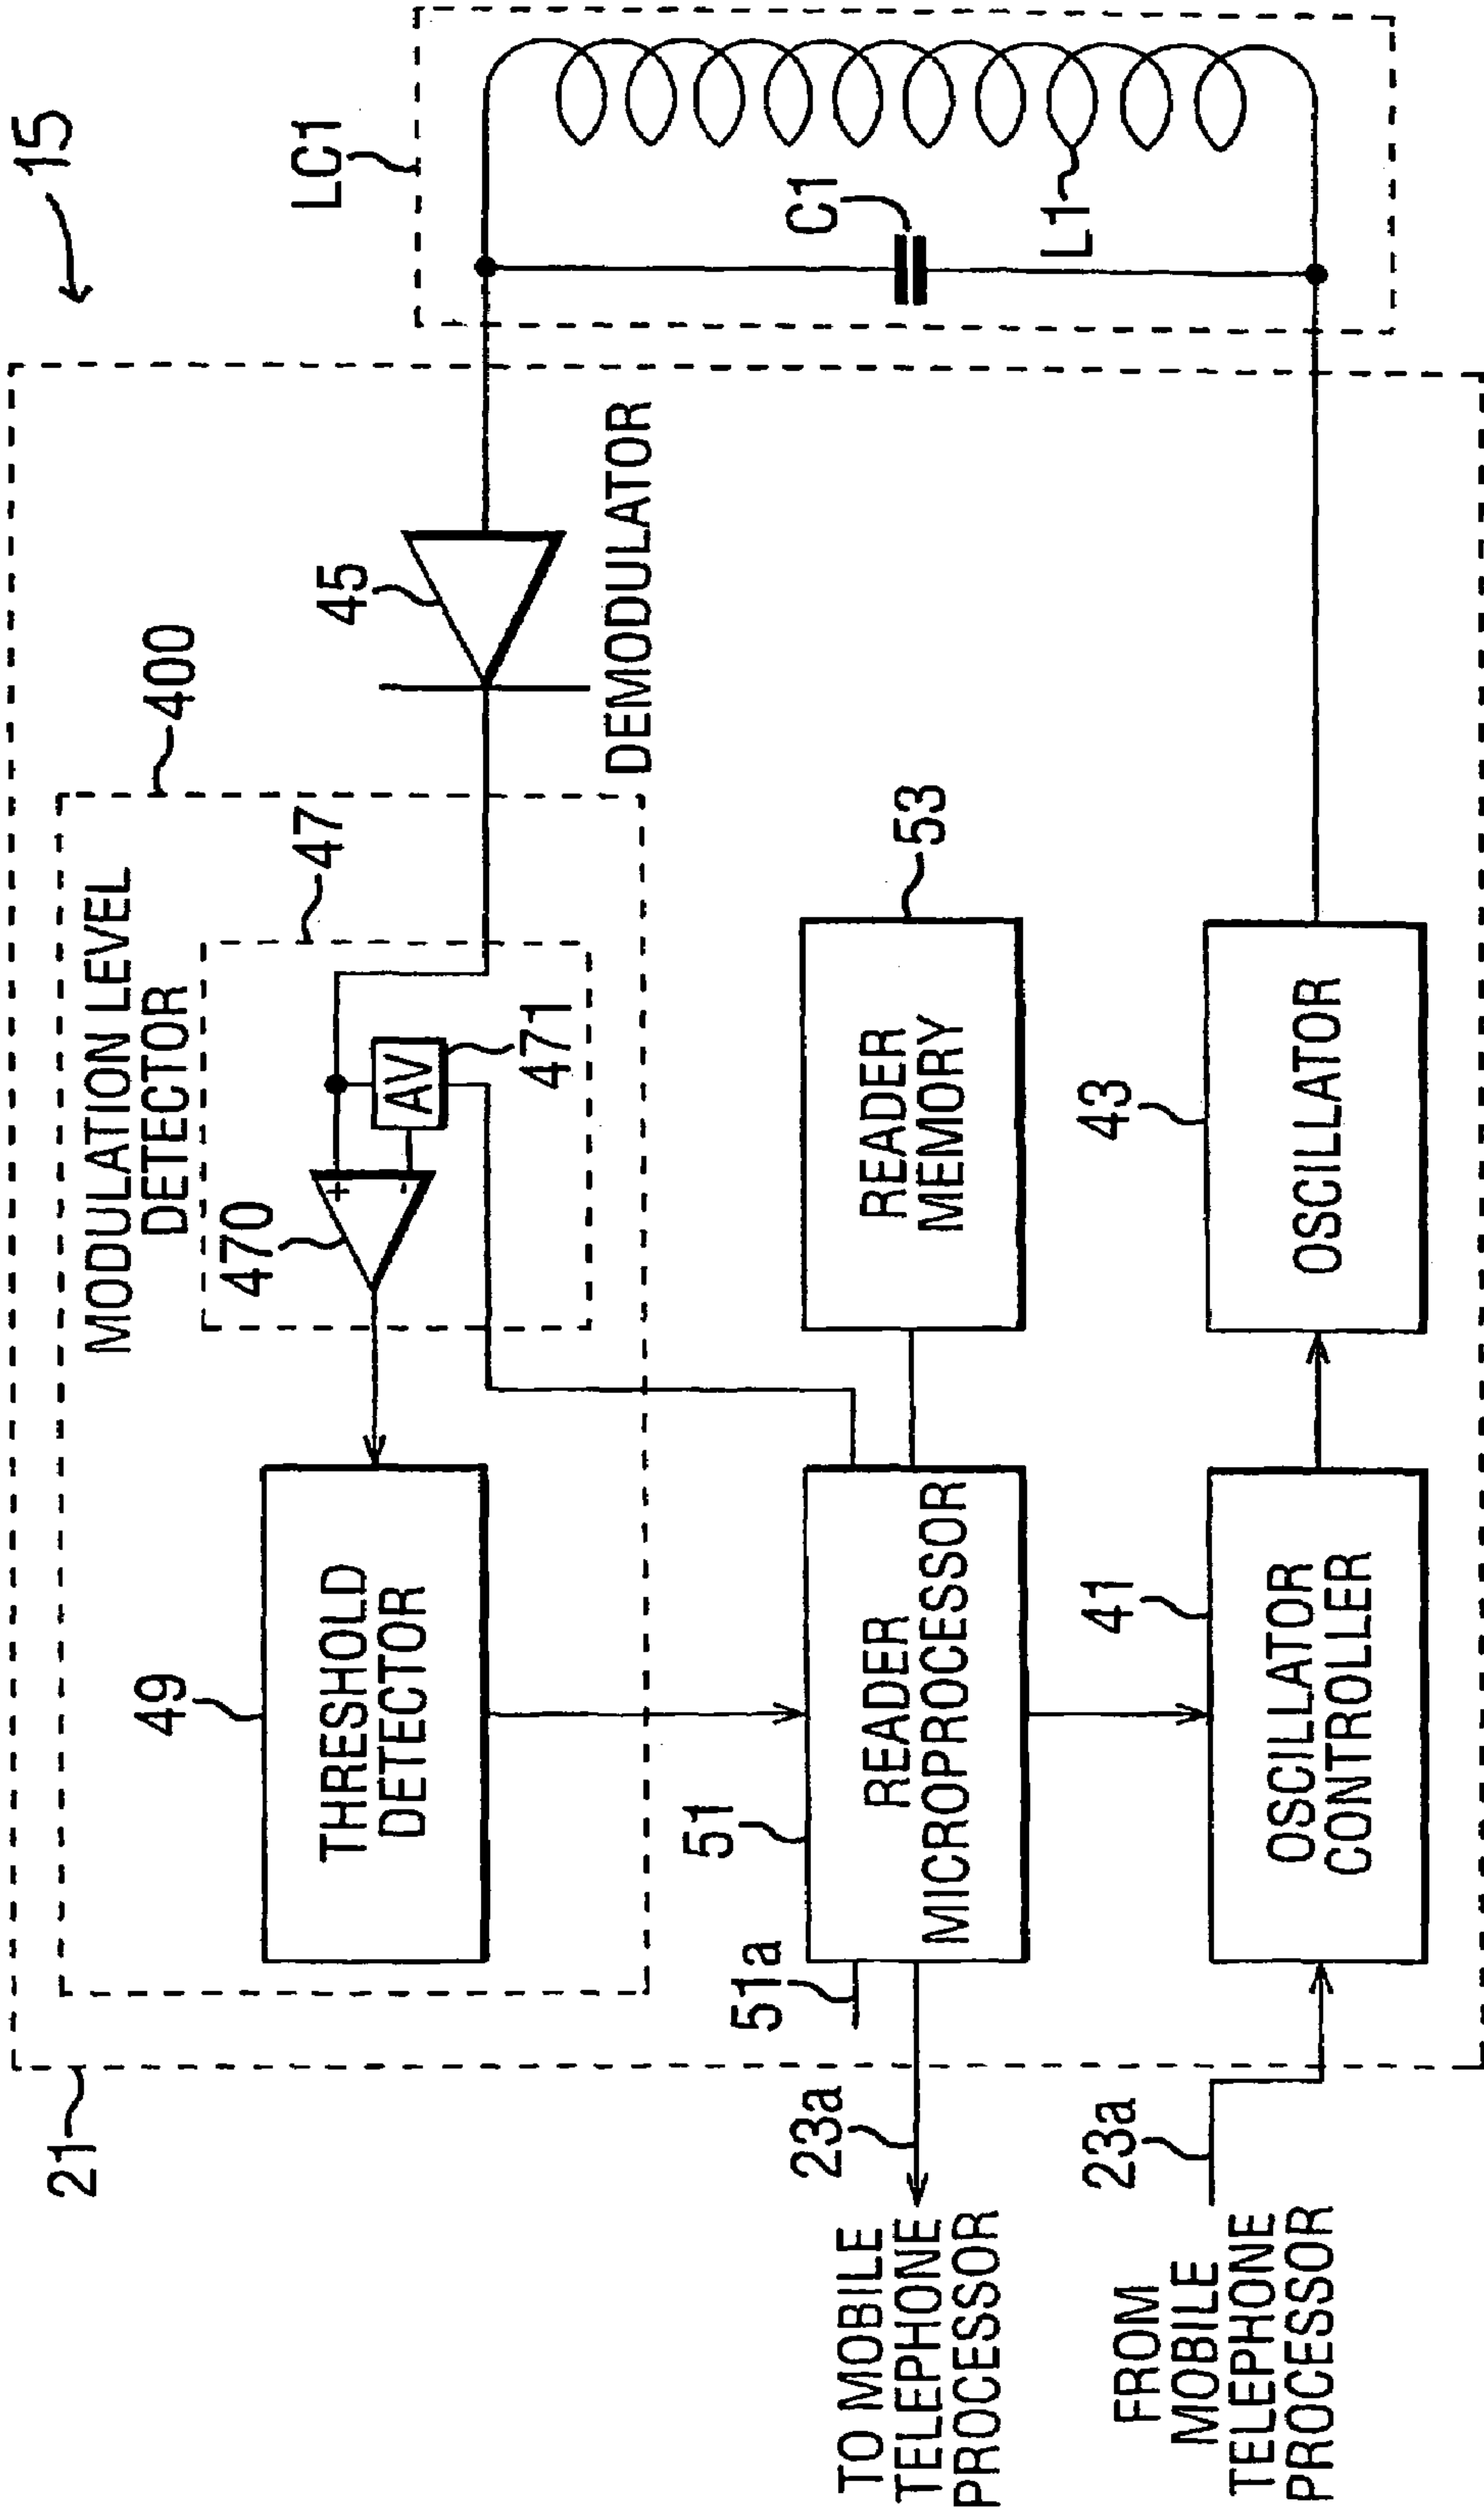 15
LC1
C1
L1
21
400
MODULATION LEVEL
DETECTOR
47
45
DEMODULATOR
470
+
-
AV
471
49
THRESHOLD
DETECTOR
53
READER
MEMORY
51
51a
READER
MICROPROCESSOR
43
OSCILLATOR
41
OSCILLATOR
CONTROLLER
23a
TO MOBILE
TELEPHONE
PROCESSOR
23a
FROM
MOBILE
TELEPHONE
PROCESSOR